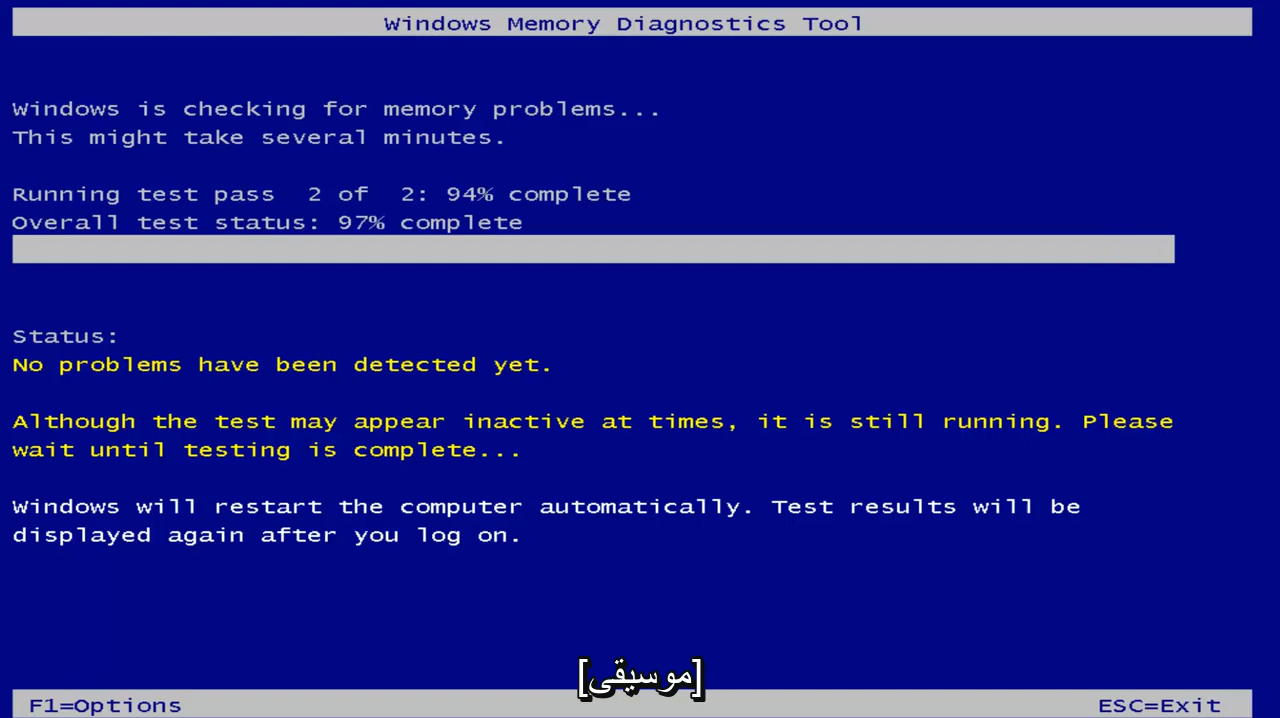 Windows Memory Diagnostics Tool
Windows is checking for memory problems...
This might take several minutes.
Running test pass  2 of  2: 94% complete
Overall test status: 97% complete
Status:
No problems have been detected yet.
Although the test may appear inactive at times, it is still running. Please
wait until testing is complete...
Windows will restart the computer automatically. Test results will be
displayed again after you log on.
[موسيقى]
F1=Options ESC=Exit